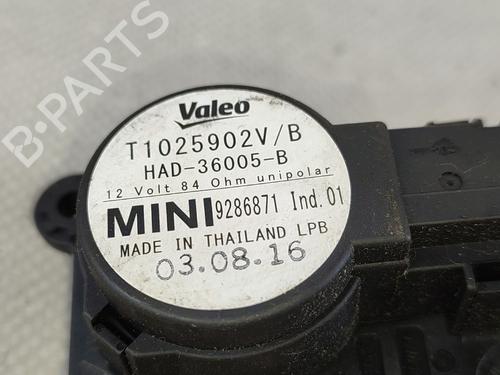 Valeo
T1025902V/B
HAD-36005-B
12 Volt 84 Ohm unipolar
MINI 9286871 Ind. 01
MADE IN THAILAND LPB
03.08.16
B-PARTS